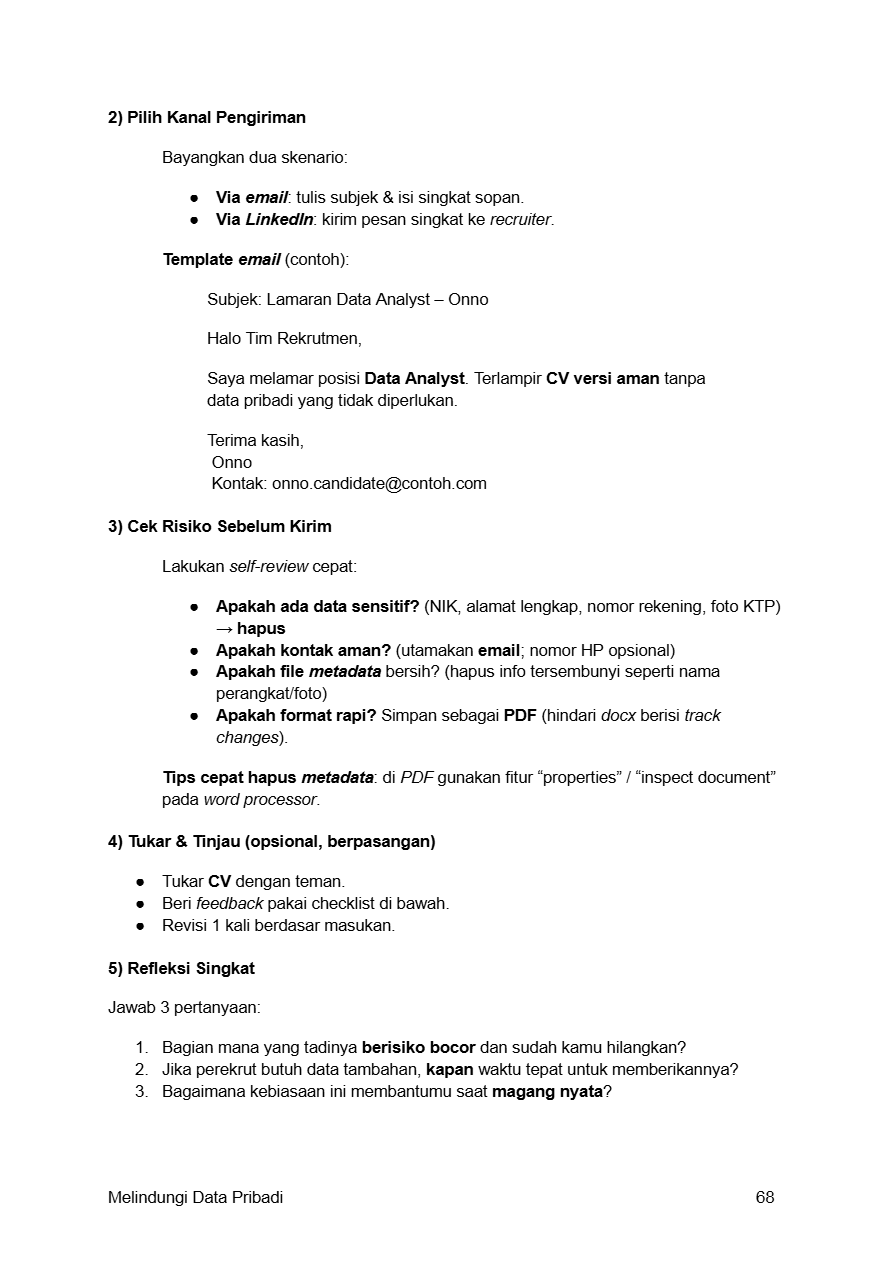 2) Pilih Kanal Pengiriman
Bayangkan dua skenario:
● Via email: tulis subjek & isi singkat sopan.
● Via LinkedIn: kirim pesan singkat ke recruiter.
Template email (contoh):
Subjek: Lamaran Data Analyst – Onno
Halo Tim Rekrutmen,
Saya melamar posisi Data Analyst. Terlampir CV versi aman tanpa
data pribadi yang tidak diperlukan.
Terima kasih,
Onno
Kontak: onno.candidate@contoh.com
3) Cek Risiko Sebelum Kirim
Lakukan self-review cepat:
● Apakah ada data sensitif? (NIK, alamat lengkap, nomor rekening, foto KTP)
→ hapus
● Apakah kontak aman? (utamakan email; nomor HP opsional)
● Apakah file metadata bersih? (hapus info tersembunyi seperti nama
perangkat/foto)
● Apakah format rapi? Simpan sebagai PDF (hindari docx berisi track
changes).
Tips cepat hapus metadata: di PDF gunakan fitur “properties” / “inspect document”
pada word processor.
4) Tukar & Tinjau (opsional, berpasangan)
● Tukar CV dengan teman.
● Beri feedback pakai checklist di bawah.
● Revisi 1 kali berdasar masukan.
5) Refleksi Singkat
Jawab 3 pertanyaan:
1. Bagian mana yang tadinya berisiko bocor dan sudah kamu hilangkan?
2. Jika perekrut butuh data tambahan, kapan waktu tepat untuk memberikannya?
3. Bagaimana kebiasaan ini membantumu saat magang nyata?
Melindungi Data Pribadi 68